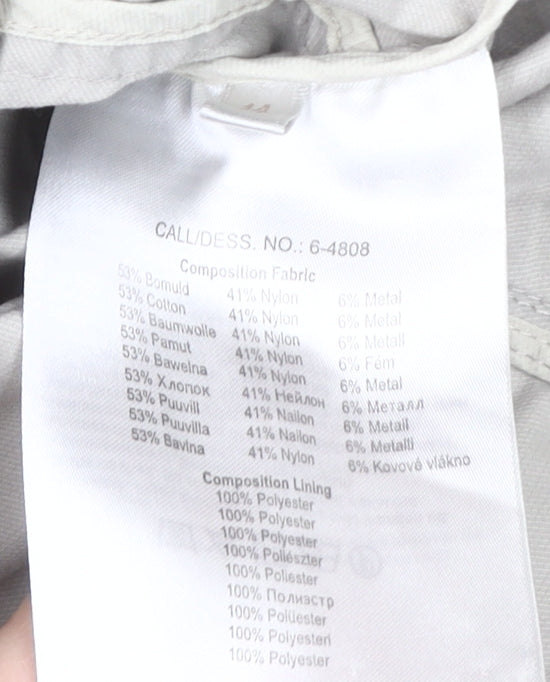 14
CALL/DESS. NO.: 6-4808
Composition Fabric
53% Bomuld 41% Nylon 6% Metal
53% Cotton 41% Nylon 6% Metal
53% Baumwolle 41% Nylon 6% Metall
53% Pamut 41% Nylon 6% Fém
53% Bawelna 41% Nylon 6% Metal
53% Хлопок 41% Нейлон 6% Металл
53% Puuvill 41% Nailon 6% Metall
53% Puuvilla 41% Nailon 6% Metalli
53% Bavlna 41% Nylon 6% Kovové vlákno
Composition Lining
100% Polyester
100% Polyester
100% Polyester
100% Poliészter
100% Poliester
100% Полиэстр
100% Polüester
100% Polyesteri
100% Polyester